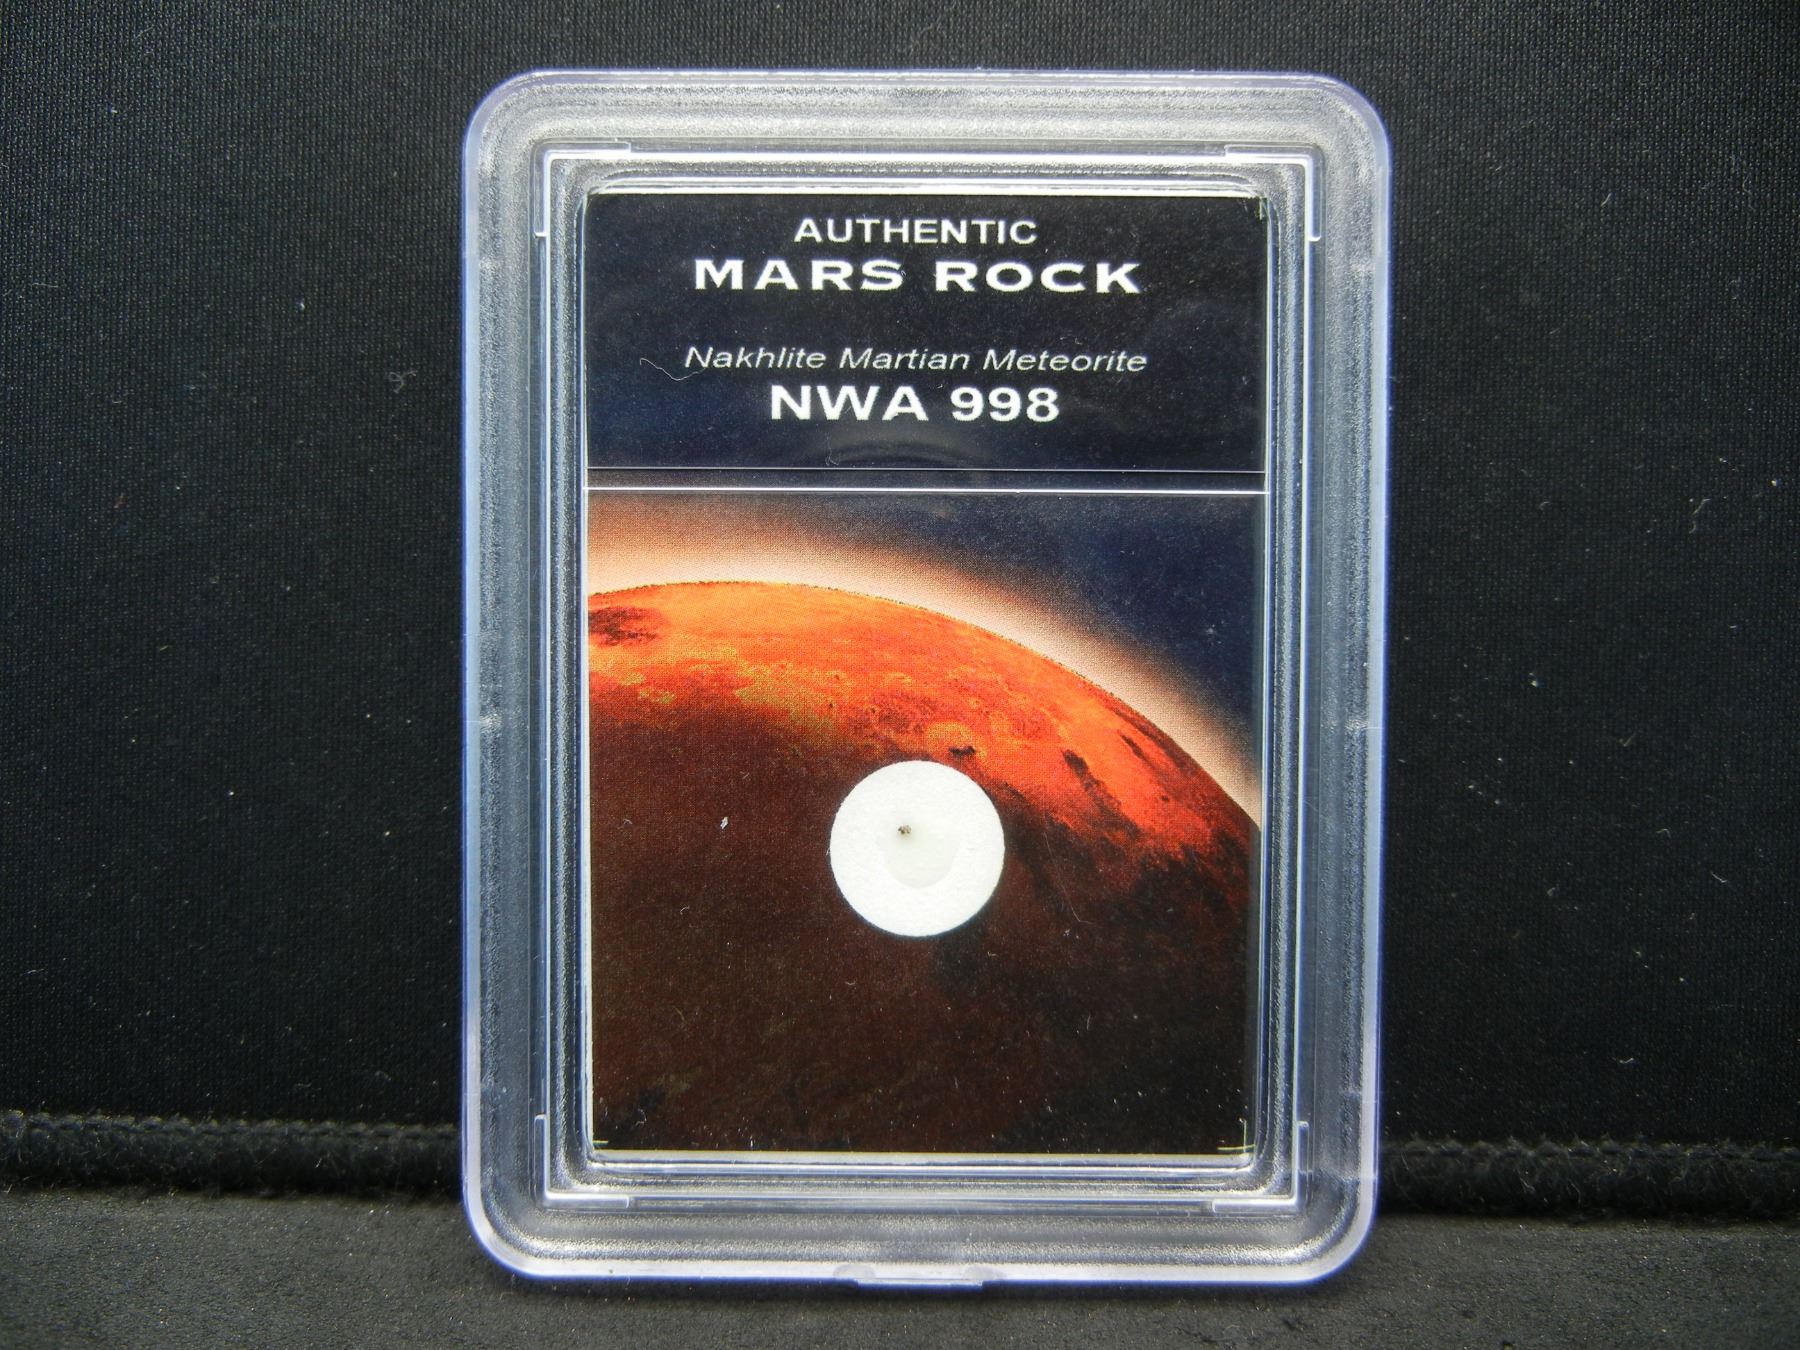 AUTHENTIC
MARS ROCK
Nakhlite Martian Meteorite
NWA 998